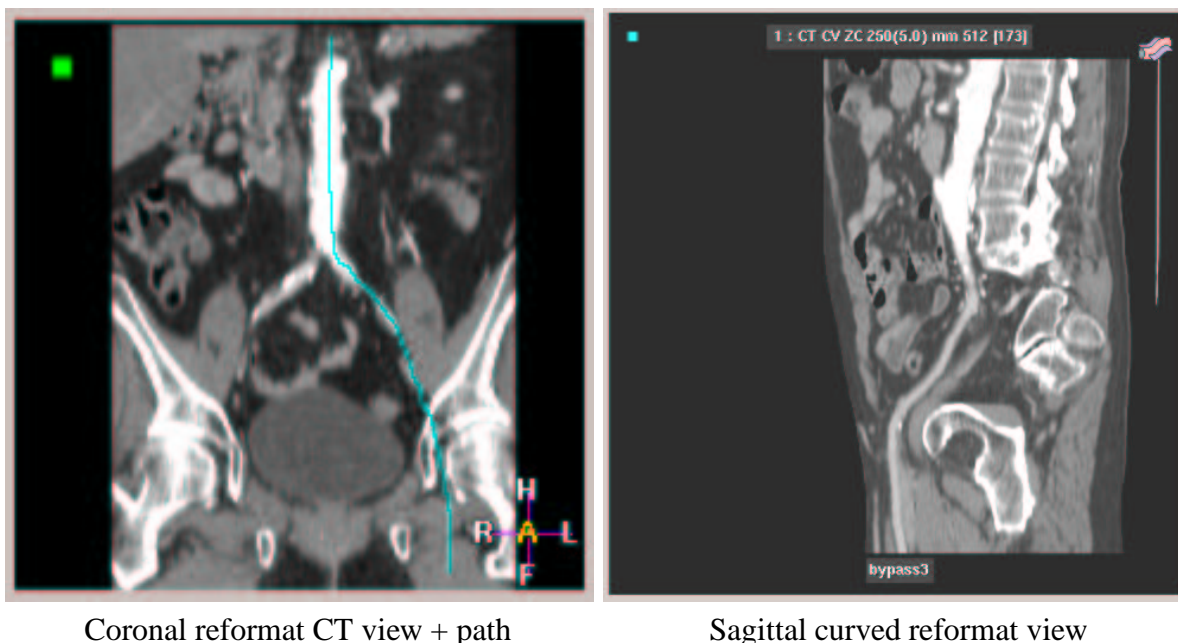 1 : CT CV ZC 250(5.0) mm 512 [173]
H
R A L
F
bypass3
Coronal reformat CT view + path
Sagittal curved reformat view